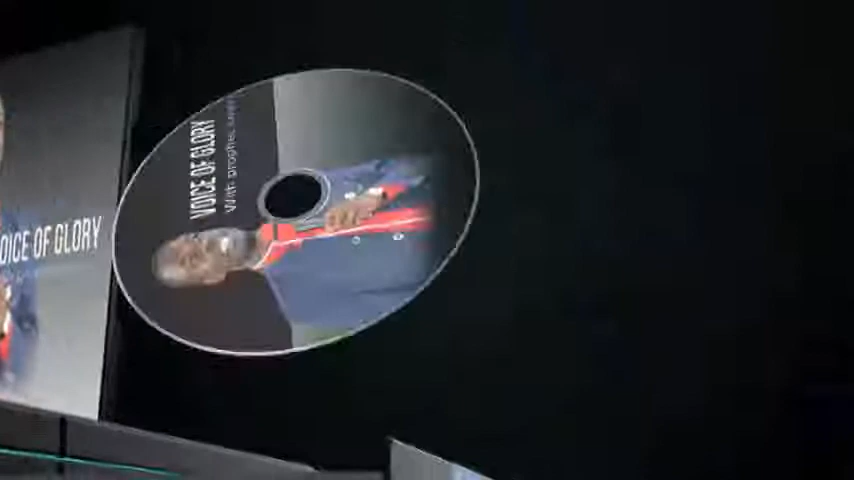 OICE OF GLORY
VOICE OF GLORY
With prophet